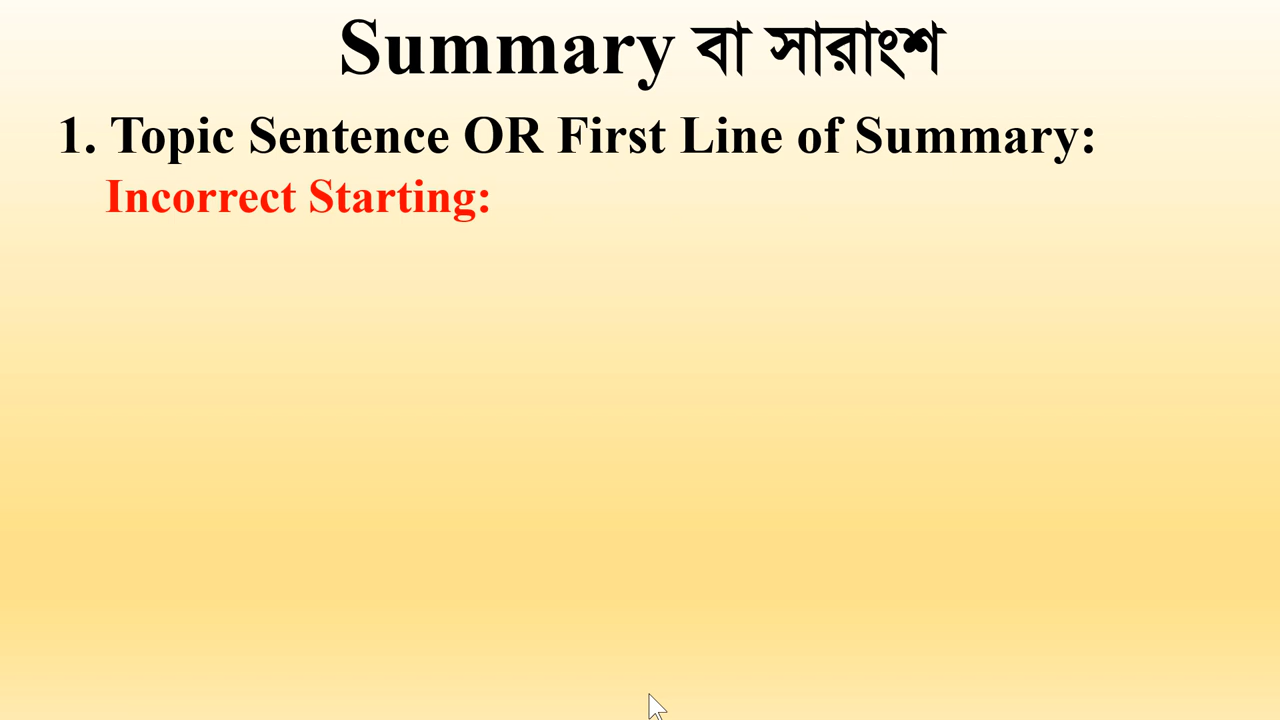 Summary বা সারাংশ
1. Topic Sentence OR First Line of Summary:
Incorrect Starting: